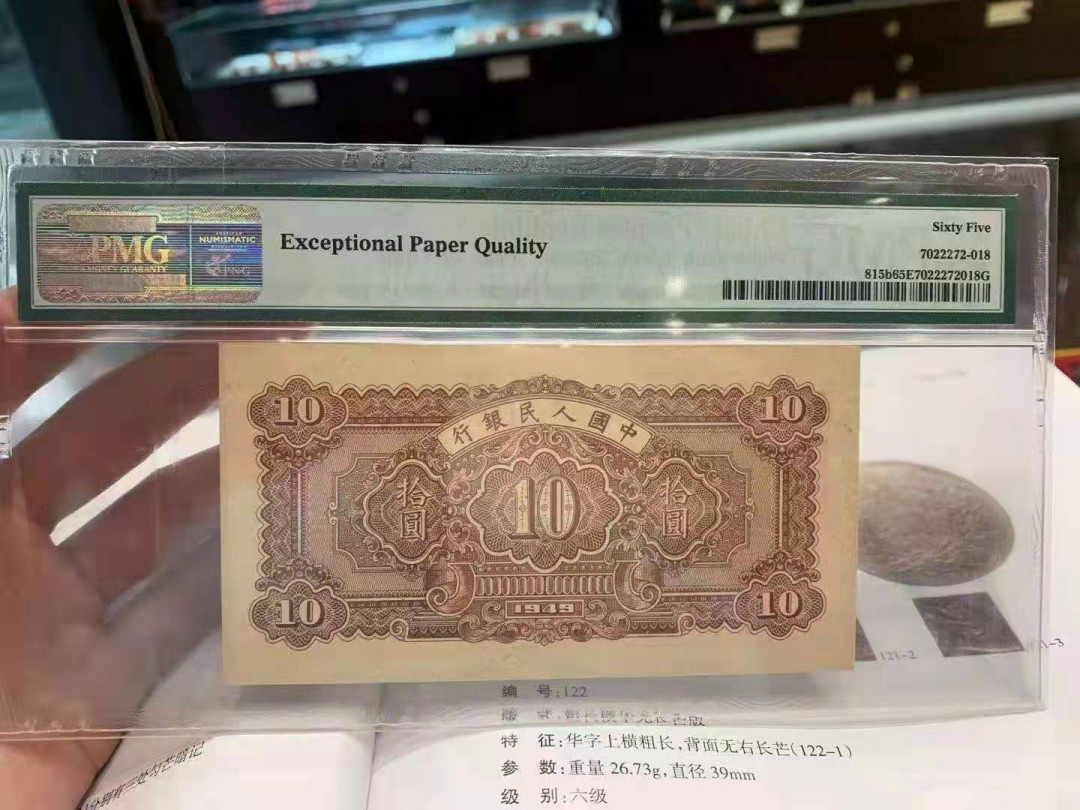 PMG
NUMISMATIC
PNG
Exceptional Paper Quality
Sixty Five
7022272-018
815b65E7022272018G
10
10
行銀民人國中
拾圓
10
拾圓
10
1949
10
121-2
编 号:122
特 征:华字上横粗长,背面无右长芒(122-1)
参 数:重量 26.73g,直径 39mm
级 别:六级